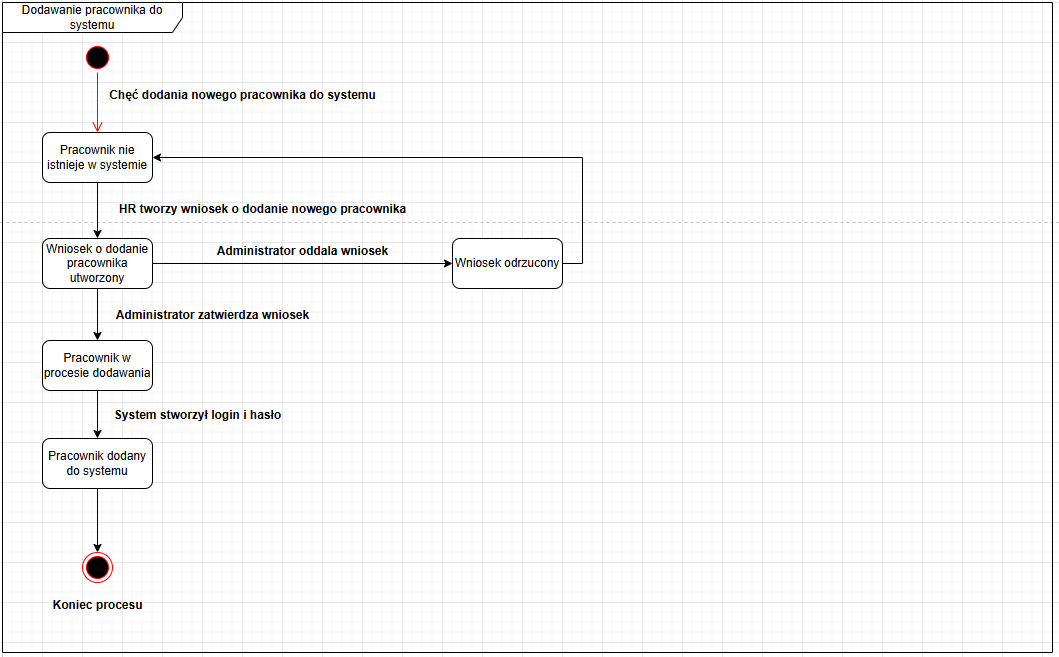 Dodawanie pracownika do
systemu
Chęć dodania nowego pracownika do systemu
Pracownik nie
istnieje w systemie
HR tworzy wniosek o dodanie nowego pracownika
Wniosek o dodanie
pracownika
utworzony
Administrator oddala wniosek
Wniosek odrzucony
Administrator zatwierdza wniosek
Pracownik w
procesie dodawania
System stworzył login i hasło
Pracownik dodany
do systemu
Koniec procesu